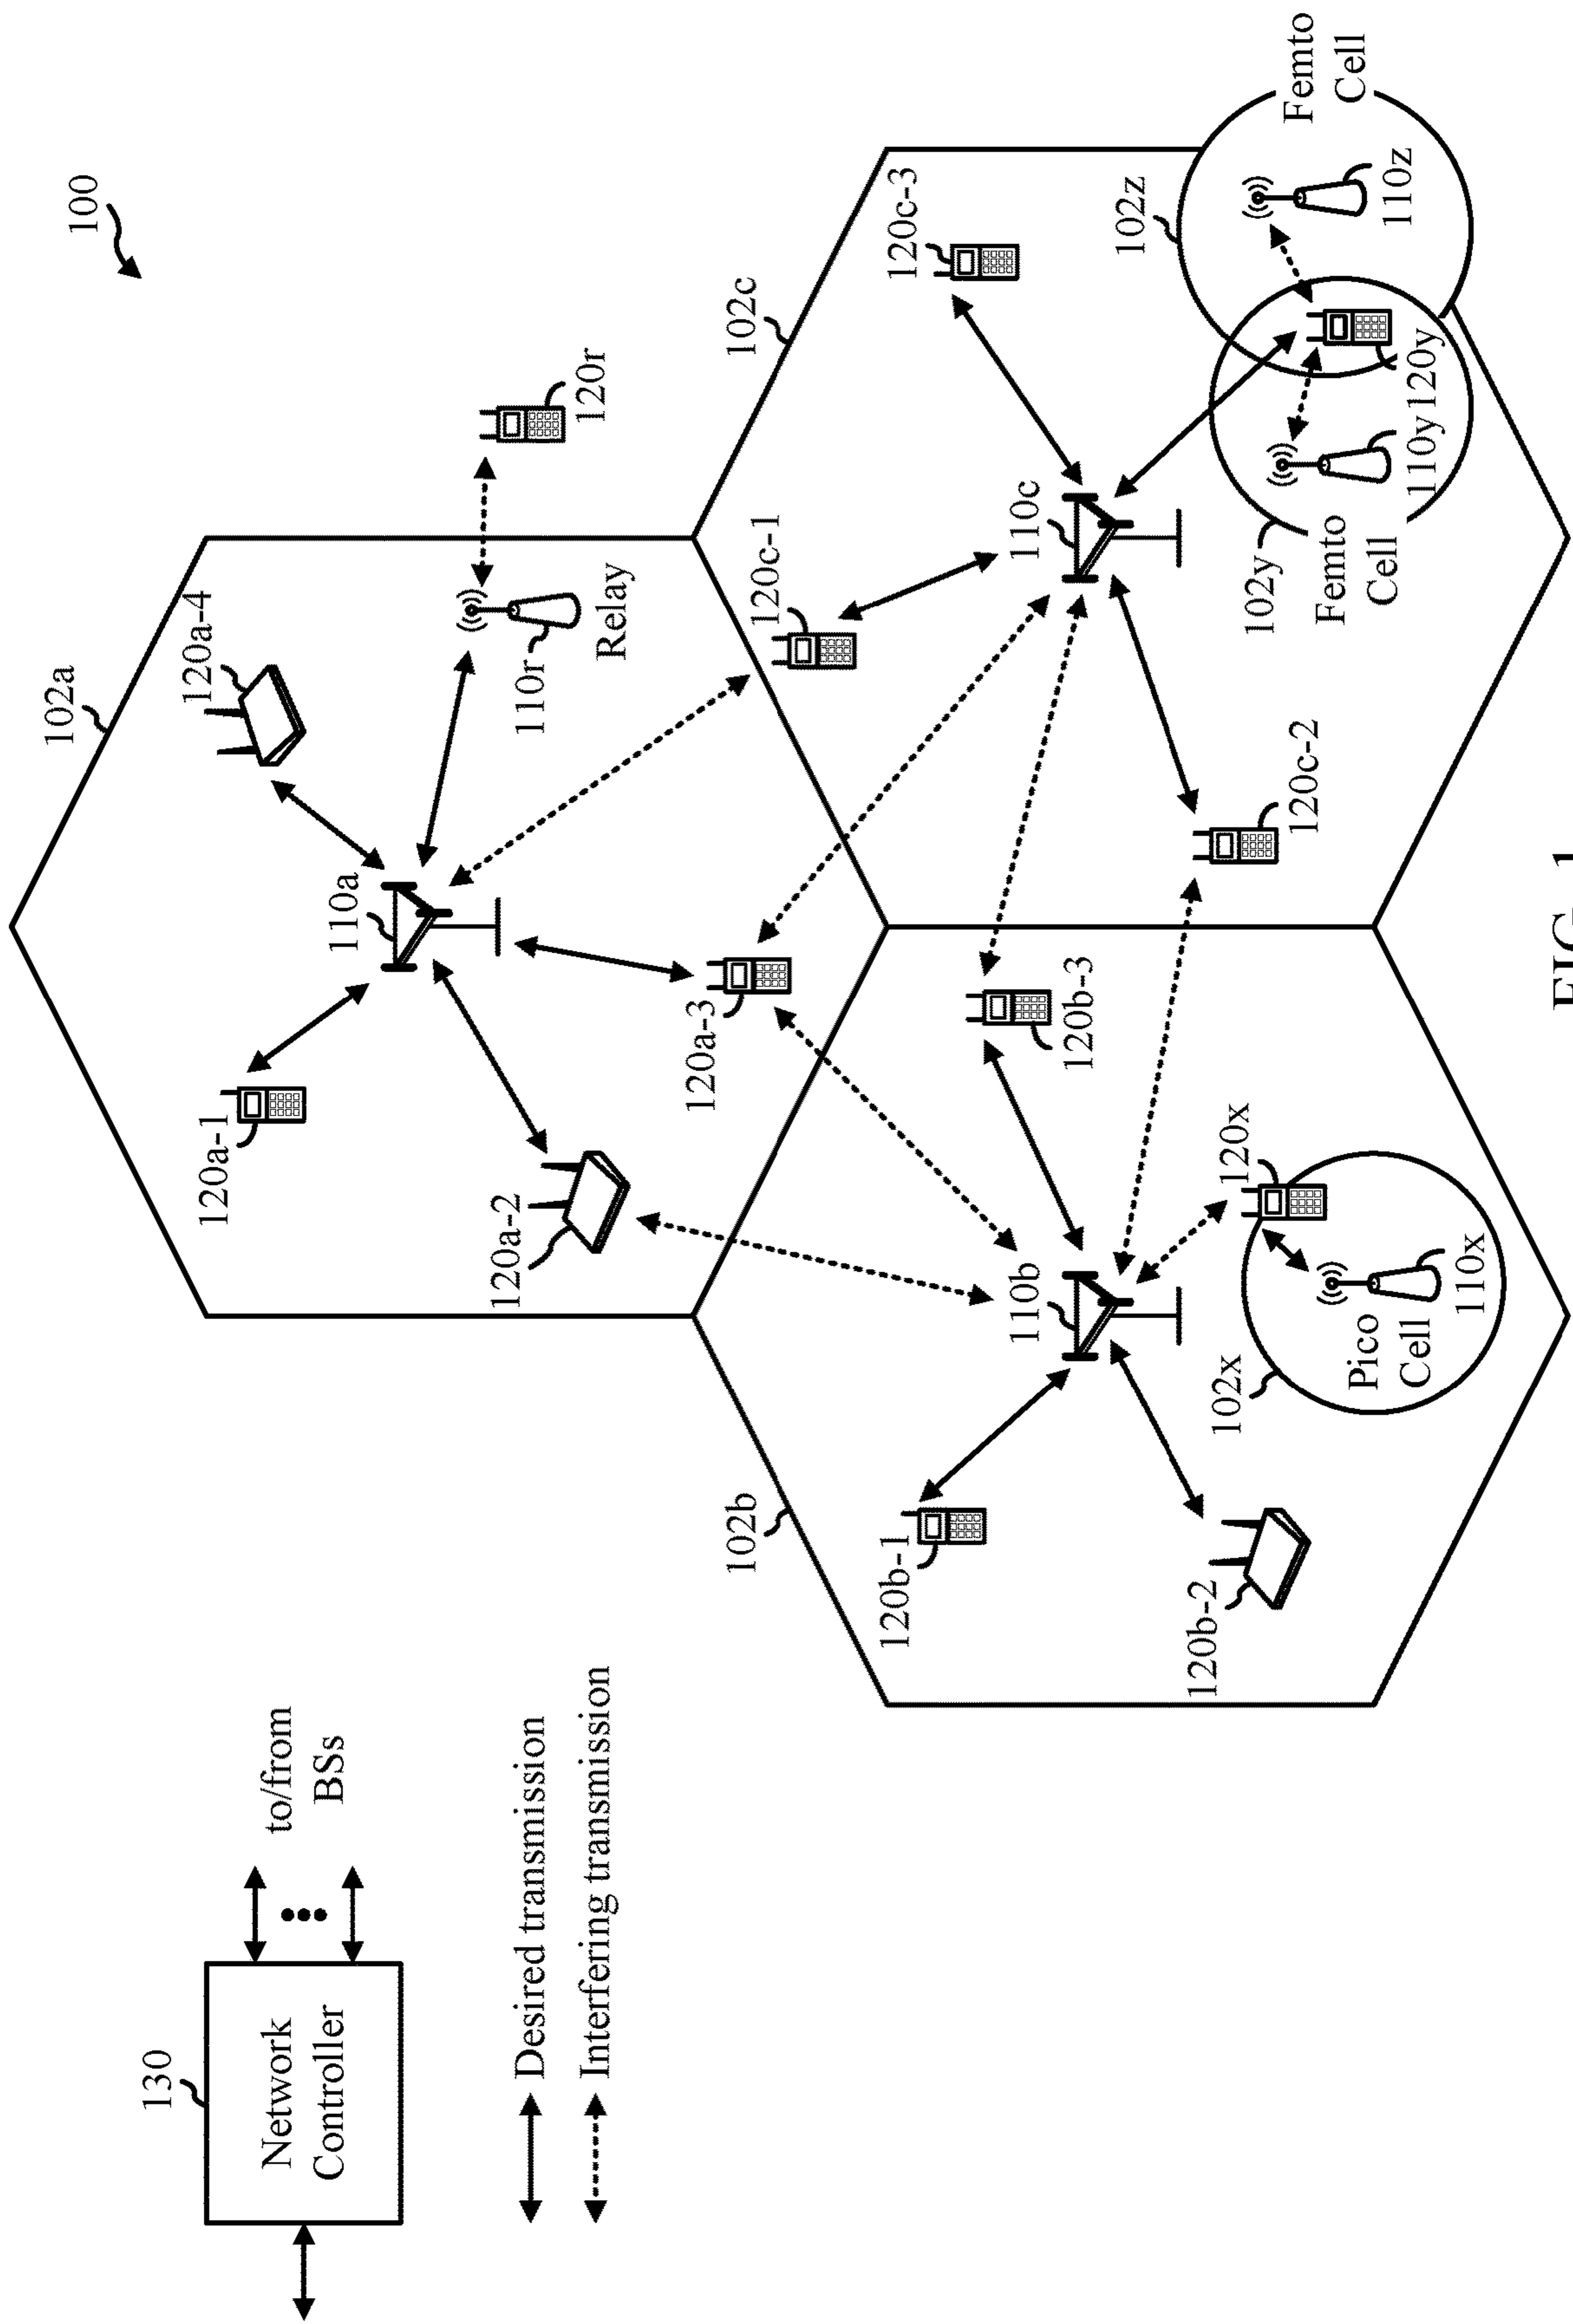 100
130
Network
Controller
to/from
BSs
Desired transmission
Interfering transmission
102a
120a-1
110a
120a-4
120a-2
120a-3
110r
Relay
120r
102b
120b-1
110b
120b-3
120b-2
102x
Pico
Cell
110x
120x
102c
120c-1
110c
120c-3
120c-2
102y
Femto
Cell
110y
120y
102z
110z
Femto
Cell
FIG. 1